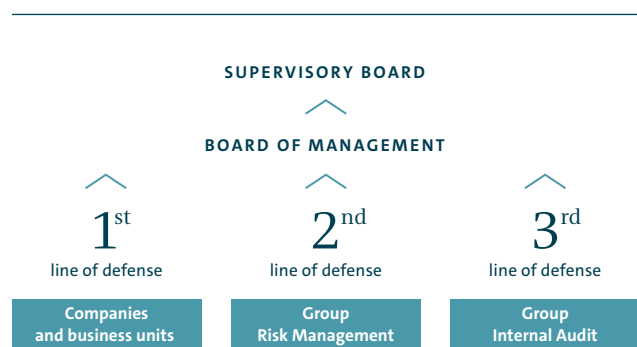 SUPERVISORY BOARD
BOARD OF MANAGEMENT
1st
2nd
3rd
line of defense
line of defense
line of defense
Companies
and business units
Group
Risk Management
Group
Internal Audit